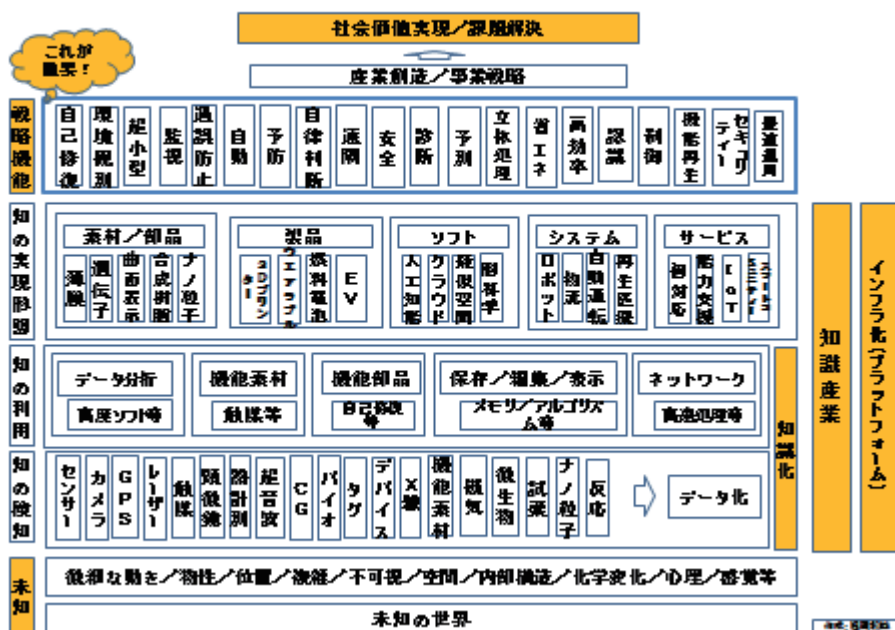 社会価値実現／課題解決
これが
重要！
産業創造／事業戦略
戦略機能
自己修復
環境観測
超小型
監視
過誤防止
自動
予防
自律判断
遠隔
安全
診断
予測
立体処理
省エネ
高効率
認識
制御
機能再生
セキュリティー
知の実現形態
素材／部品
薄膜
遺伝子
曲面表示
合成樹脂
ナノ粒子
製品
3Dプリンター
ウエアラブル
燃料電池
EV
ソフト
人工知能
クラウド
疑似空間
脳科学
システム
ロボット
物流
自動運転
再生医療
サービス
個対応
能力支援
IoT
知識産業
インフラ化(プラットフォーム)
知の利用
データ分析
高度ソフト等
機能素材
触媒等
機能部品
自己修復
等
保存／編集／表示
メモリ／アルゴリズ
ム等
ネットワーク
高速処理等
知識化
知の検知
センサー
カメラ
GPS
レーザー
触媒
顕微鏡
超音波
CG
バイオ
タグ
デバイス
X線
機能素材
磁気
微生物
試薬
ナノ粒子
反応
データ化
未知
微細な動き／物性／位置／複雑／不可視／空間／内部構造／化学変化／心理／感覚等
未知の世界